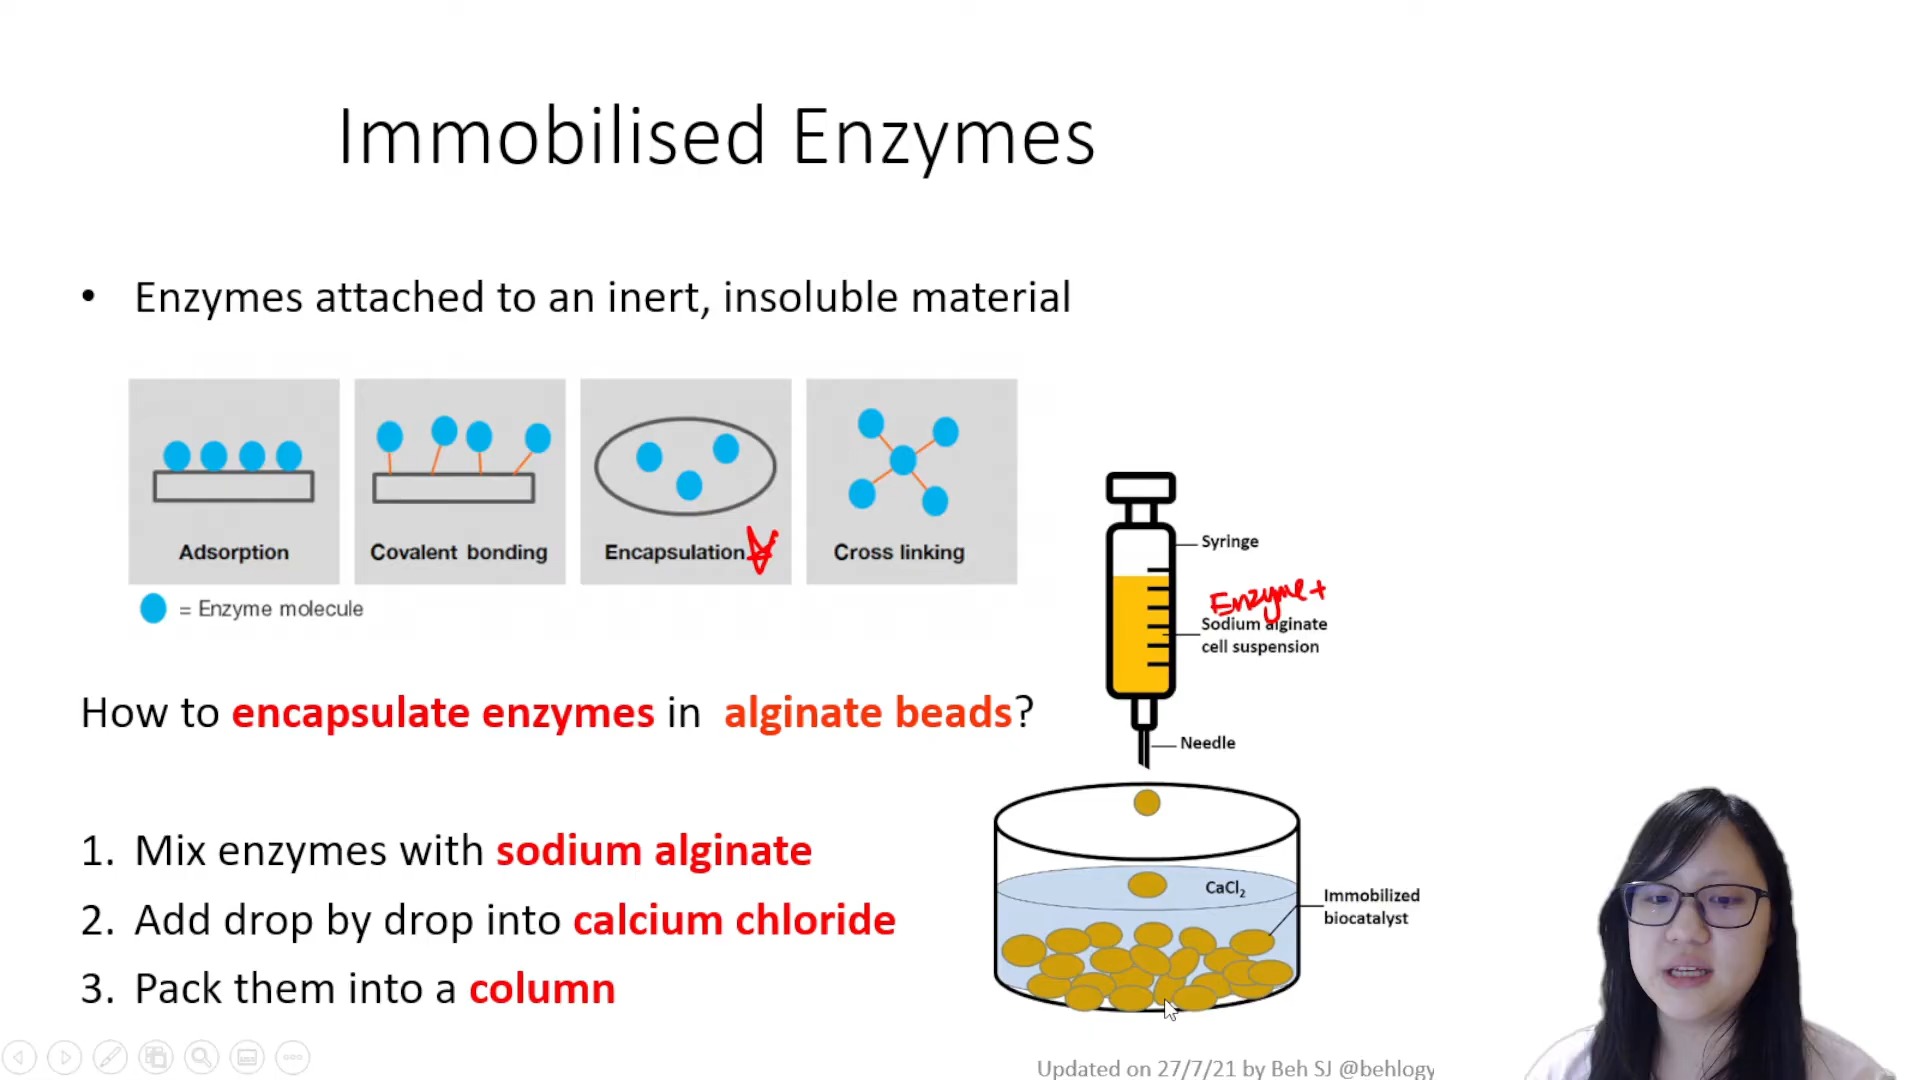 Immobilised Enzymes
• Enzymes attached to an inert, insoluble material
Adsorption
Covalent bonding
Encapsulation
Cross linking
= Enzyme molecule
Syringe
Enzyme +
Sodium alginate
cell suspension
Needle
How to encapsulate enzymes in alginate beads?
1. Mix enzymes with sodium alginate
2. Add drop by drop into calcium chloride
3. Pack them into a column
CaCl₂
Immobilized
biocatalyst
Updated on 27/7/21 by Beh SJ @behlogy